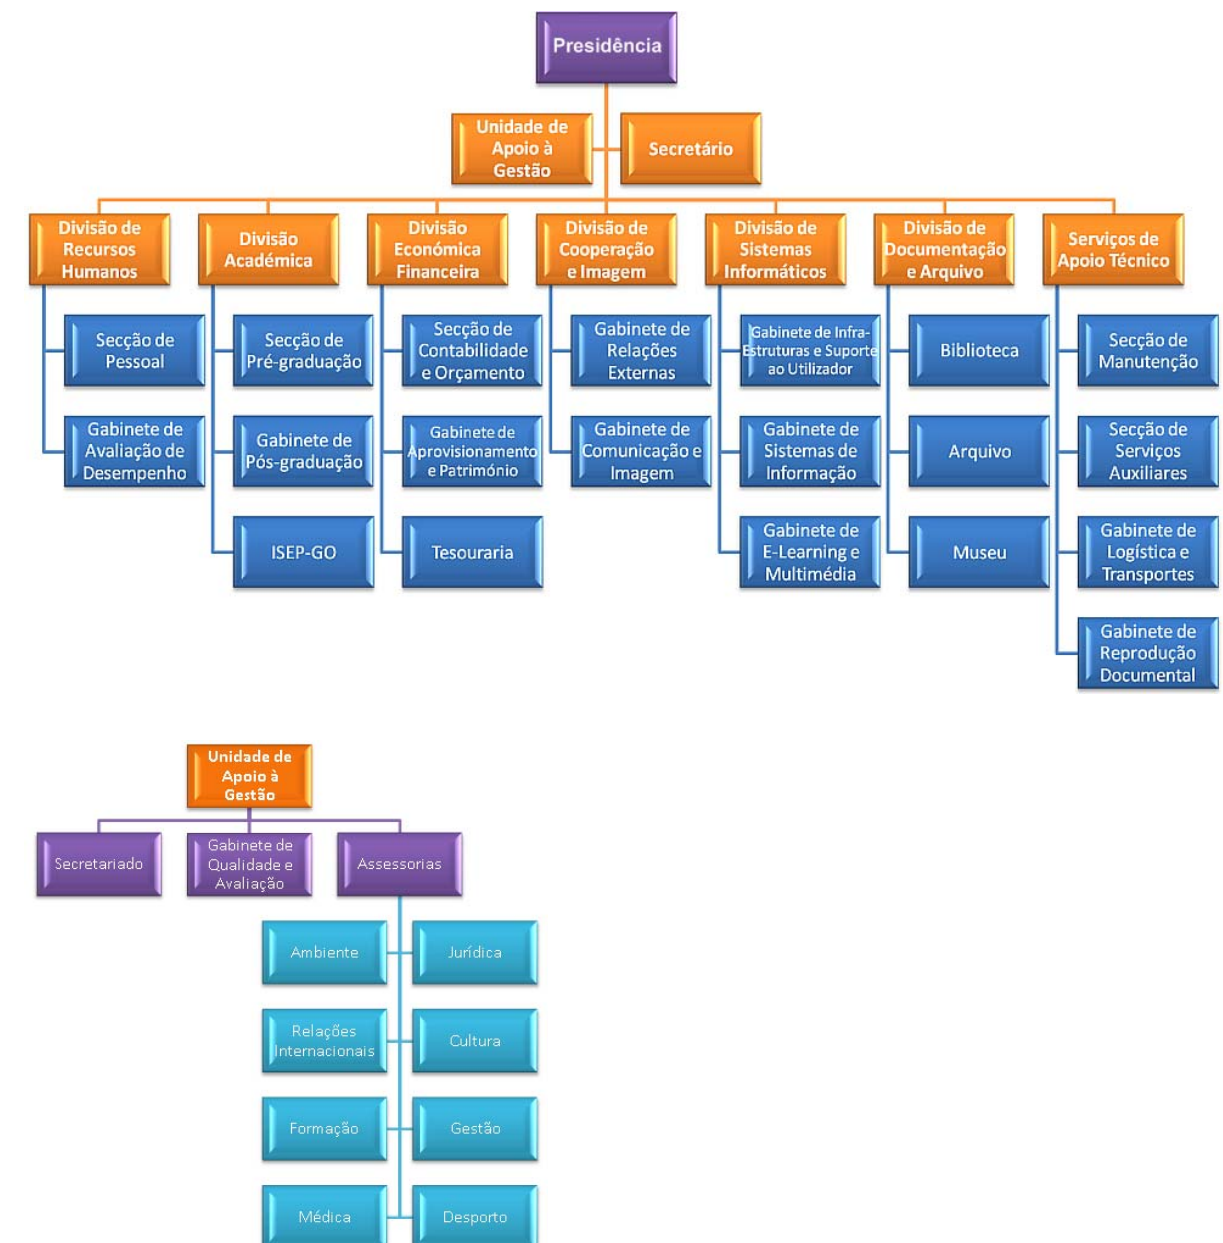 Presidência
Unidade de
Apoio à
Gestão
Secretário
Divisão de
Recursos
Humanos
Divisão
Académica
Divisão
Económica
Financeira
Divisão de
Cooperação
e Imagem
Divisão de
Sistemas
Informáticos
Divisão de
Documentação
e Arquivo
Serviços de
Apoio Técnico
Secção de
Pessoal
Secção de
Pré-graduação
Secção de
Contabilidade
e Orçamento
Gabinete de
Relações
Externas
Gabinete de Infra-
Estruturas e Suporte
ao Utilizador
Biblioteca
Secção de
Manutenção
Gabinete de
Avaliação de
Desempenho
Gabinete de
Pós-graduação
Gabinete de
Aprovisionamento
e Património
Gabinete de
Comunicação e
Imagem
Gabinete de
Sistemas de
Informação
Arquivo
Secção de
Serviços
Auxiliares
ISEP-GO
Tesouraria
Gabinete de
E-Learning e
Multimédia
Museu
Gabinete de
Logística e
Transportes
Gabinete de
Reprodução
Documental
Unidade de
Apoio à
Gestão
Secretariado
Gabinete de
Qualidade e
Avaliação
Assessorias
Ambiente
Jurídica
Relações
Internacionais
Cultura
Formação
Gestão
Médica
Desporto